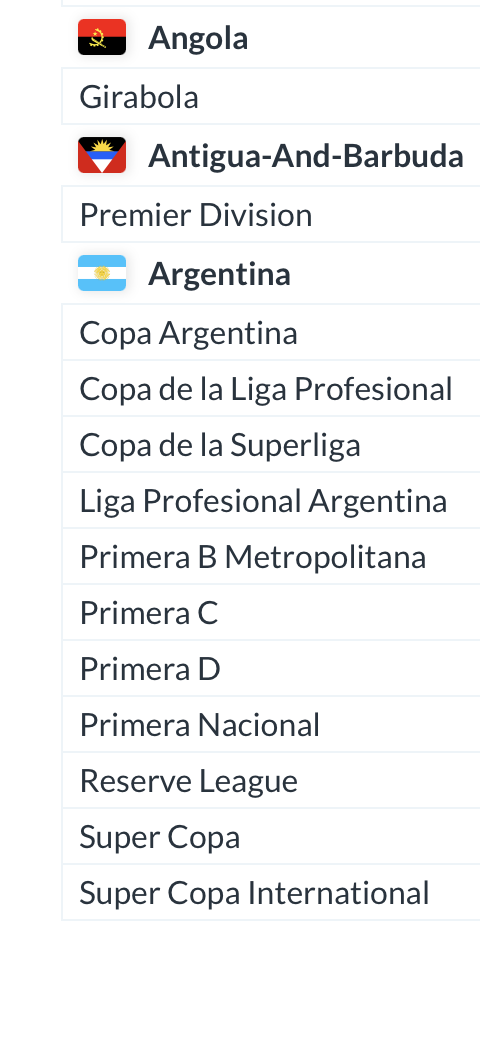 Angola
Girabola
Antigua-And-Barbuda
Premier Division
Argentina
Copa Argentina
Copa de la Liga Profesional
Copa de la Superliga
Liga Profesional Argentina
Primera B Metropolitana
Primera C
Primera D
Primera Nacional
Reserve League
Super Copa
Super Copa International